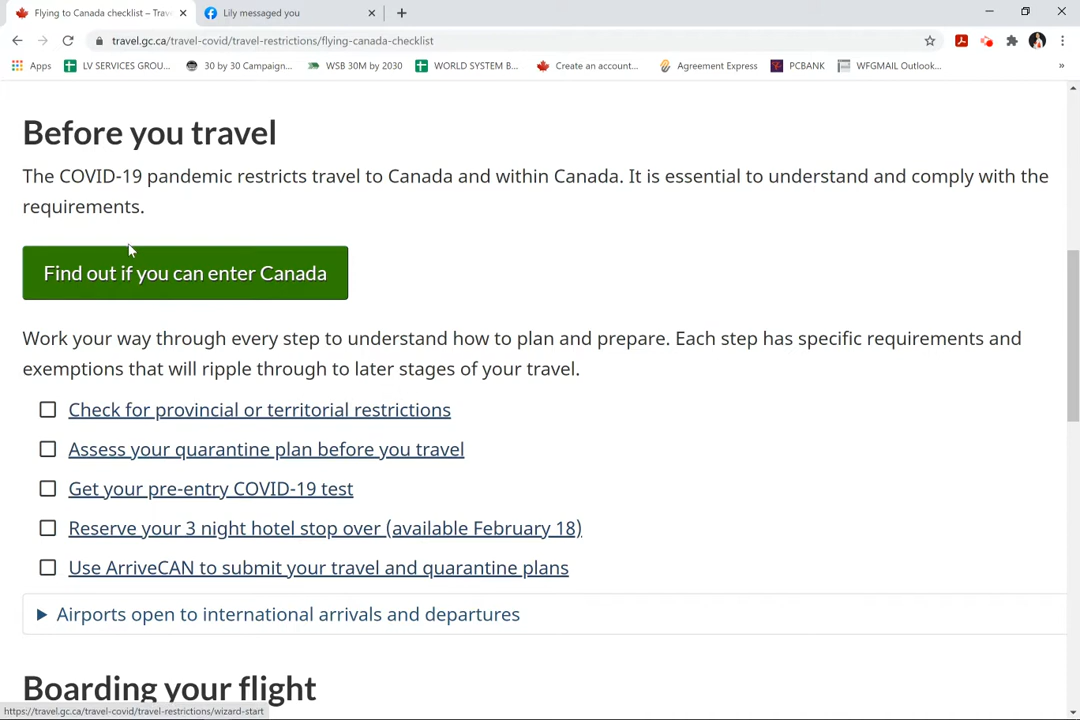 Flying to Canada checklist – Trav
Lily messaged you
travel.gc.ca/travel-covid/travel-restrictions/flying-canada-checklist
Apps
LV SERVICES GROU...
30 by 30 Campaign...
WSB 30M by 2030
WORLD SYSTEM B...
Create an account...
Agreement Express
PCBANK
WFGMAIL Outlook...
»
Before you travel
The COVID-19 pandemic restricts travel to Canada and within Canada. It is essential to understand and comply with the
requirements.
Find out if you can enter Canada
Work your way through every step to understand how to plan and prepare. Each step has specific requirements and
exemptions that will ripple through to later stages of your travel.
Check for provincial or territorial restrictions
Assess your quarantine plan before you travel
Get your pre-entry COVID-19 test
Reserve your 3 night hotel stop over (available February 18)
Use ArriveCAN to submit your travel and quarantine plans
Airports open to international arrivals and departures
Boarding your flight
https://travel.gc.ca/travel-covid/travel-restrictions/wizard-start